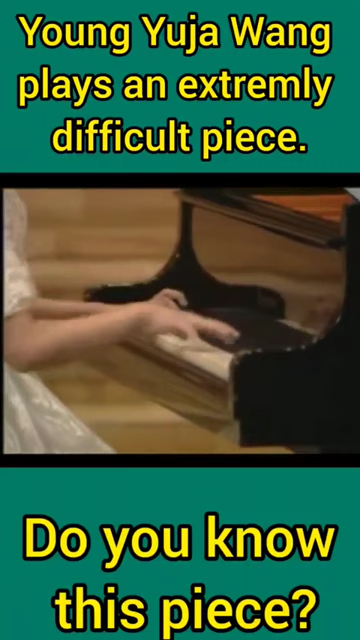 Young Yuja Wang
plays an extremly
difficult piece.
Do you know
this piece?